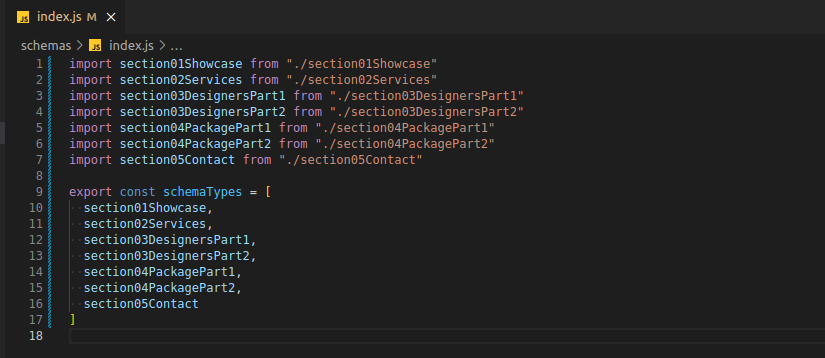 JS index.js M ×
schemas > JS index.js > ...
1 import section01Showcase from "./section01Showcase"
2 import section02Services from "./section02Services"
3 import section03DesignersPart1 from "./section03DesignersPart1"
4 import section03DesignersPart2 from "./section03DesignersPart2"
5 import section04PackagePart1 from "./section04PackagePart1"
6 import section04PackagePart2 from "./section04PackagePart2"
7 import section05Contact from "./section05Contact"
8
9 export const schemaTypes = [
10 section01Showcase,
11 section02Services,
12 section03DesignersPart1,
13 section03DesignersPart2,
14 section04PackagePart1,
15 section04PackagePart2,
16 section05Contact
17 ]
18